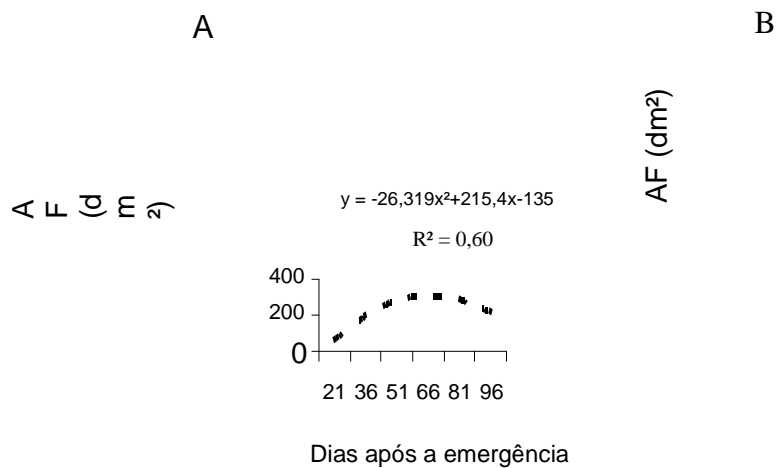 A
B
AF (dm²)
A F (d m ²)
y = -26,319x²+215,4x-135
R² = 0,60
400
200
0
21 36 51 66 81 96
Dias após a emergência